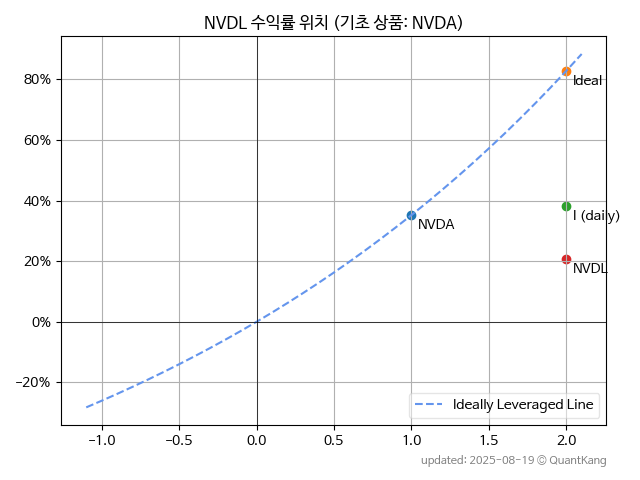 NVDL 수익률 위치 (기초 상품: NVDA)
80%
60%
40%
20%
0%
−20%
Ideal
I (daily)
NVDA
NVDL
Ideally Leveraged Line
−1.0 −0.5 0.0 0.5 1.0 1.5 2.0
updated: 2025-08-19 © QuantKang